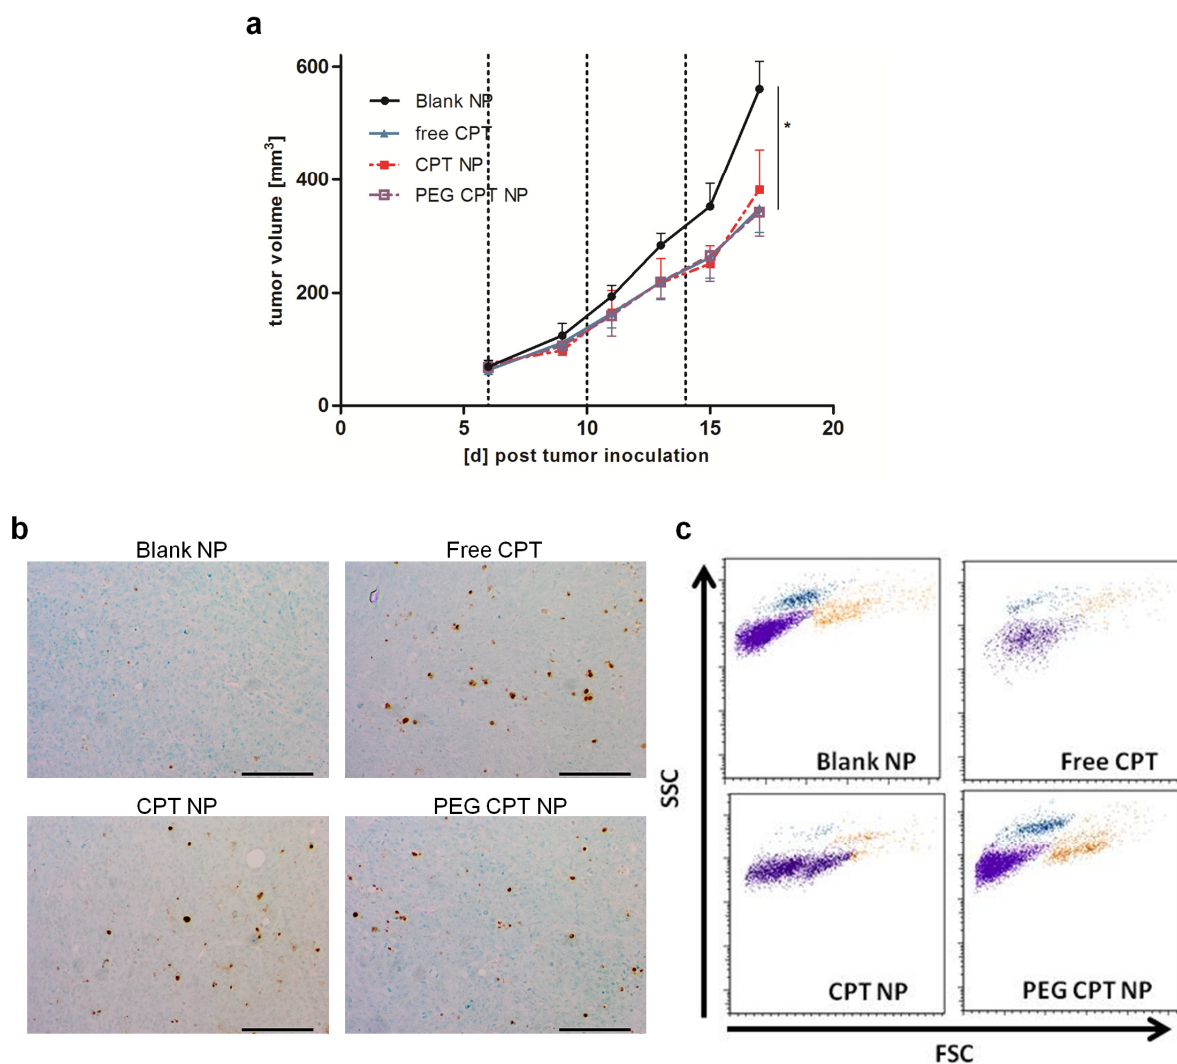 a
600
400
200
0
0
5
10
15
20
tumor volume [mm³]
[d] post tumor inoculation
Blank NP
free CPT
CPT NP
PEG CPT NP
*
b
Blank NP
Free CPT
CPT NP
PEG CPT NP
c
SSC
Blank NP
Free CPT
CPT NP
PEG CPT NP
FSC